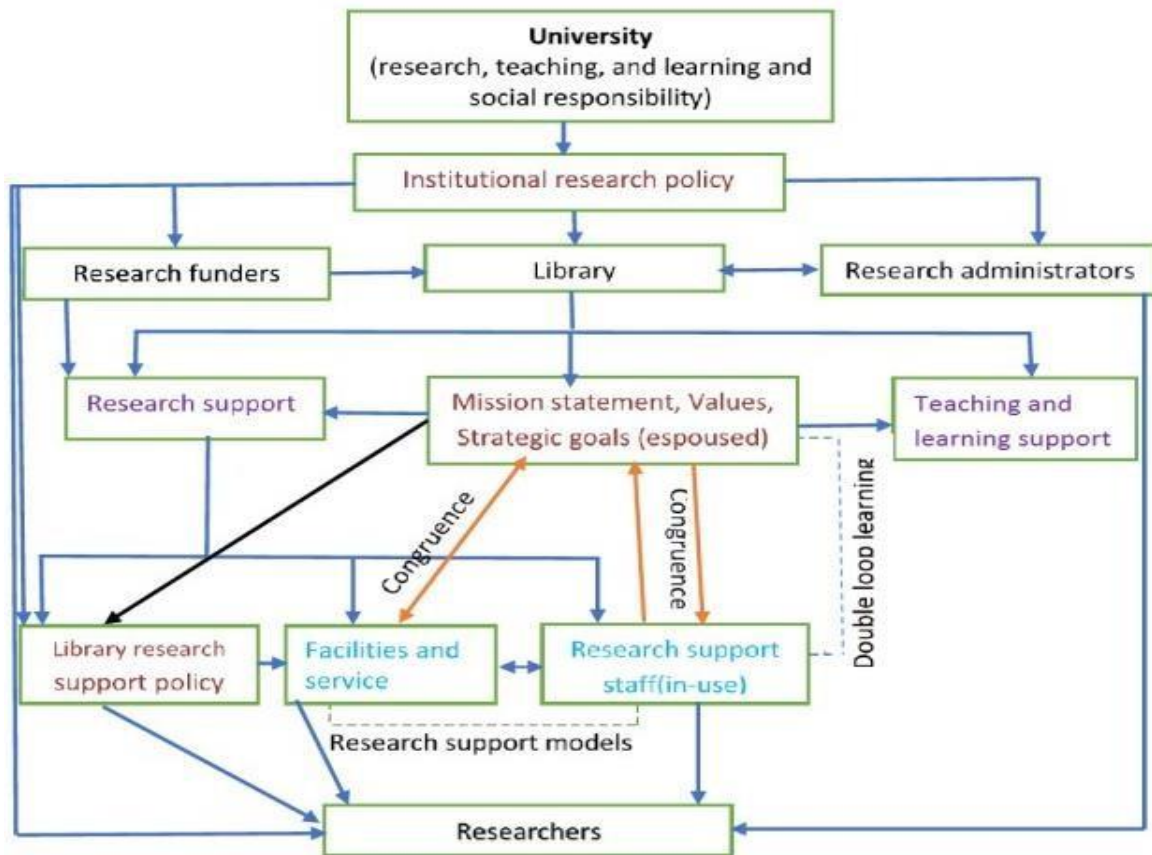 University
(research, teaching, and learning and
social responsibility)
Institutional research policy
Research funders
Library
Research administrators
Research support
Mission statement, Values,
Strategic goals (espoused)
Teaching and
learning support
Congruence
Congruence
Double loop learning
Library research
support policy
Facilities and
service
Research support
staff(in-use)
Research support models
Researchers